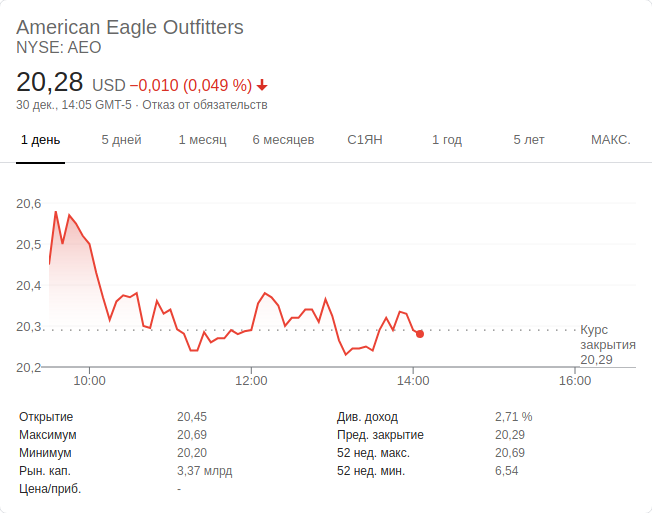 American Eagle Outfitters
NYSE: AEO
20,28 USD −0,010 (0,049 %)
30 дек., 14:05 GMT-5 · Отказ от обязательств
1 день 5 дней 1 месяц 6 месяцев С1ЯН 1 год 5 лет МАКС.
20,6
20,5
20,4
20,3
20,2
Курс
закрытия
20,29
10:00 12:00 14:00 16:00
Открытие 20,45 Див. доход 2,71 %
Максимум 20,69 Пред. закрытие 20,29
Минимум 20,20 52 нед. макс. 20,69
Рын. кап. 3,37 млрд 52 нед. мин. 6,54
Цена/приб. -